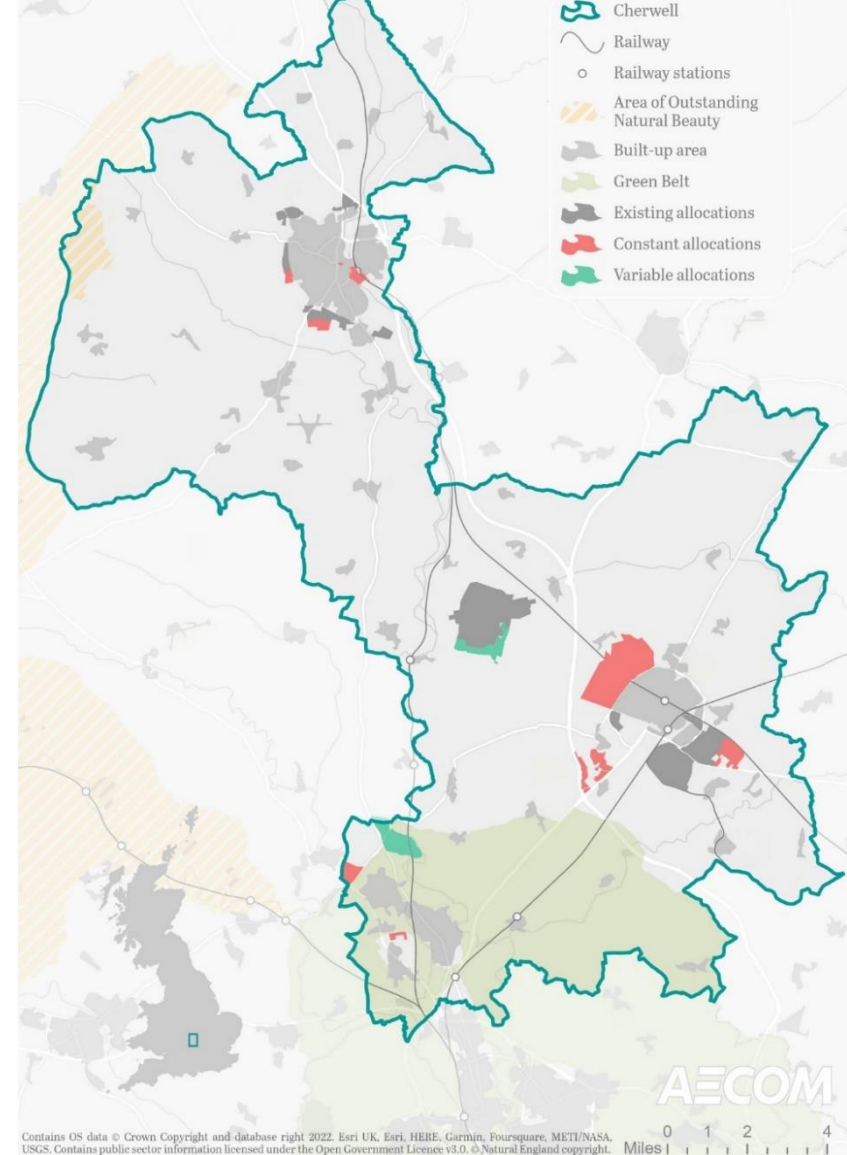 Cherwell
Railway
Railway stations
Area of Outstanding
Natural Beauty
Built-up area
Green Belt
Existing allocations
Constant allocations
Variable allocations
AECOM
Contains OS data © Crown Copyright and database right 2022. Esri UK, Esri, HERE, Garmin, Foursquare, METI/NASA,
USGS. Contains public sector information licensed under the Open Government Licence v3.0. © Natural England copyright.
Miles 0 1 2 4